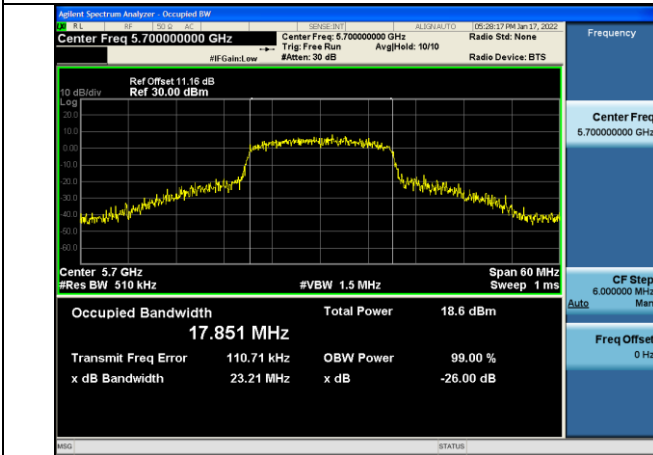 Agilent Spectrum Analyzer - Occupied BW
RL RF 50 Ω AC SENSE:INT ALIGNAUTO 05:28:17 PM Jan 17, 2022
Center Freq 5.700000000 GHz Center Freq: 5.700000000 GHz Radio Std: None
Trig: Free Run Avg|Hold: 10/10
#IFGain:Low #Atten: 30 dB Radio Device: BTS
Ref Offset 11.16 dB
10 dB/div Ref 30.00 dBm
Log
20.0
10.0
0.00
-10.0
-20.0
-30.0
-40.0
-50.0
-60.0
Center 5.7 GHz Span 60 MHz
#Res BW 510 kHz #VBW 1.5 MHz Sweep 1 ms
Occupied Bandwidth Total Power 18.6 dBm
17.851 MHz
Transmit Freq Error 110.71 kHz OBW Power 99.00 %
x dB Bandwidth 23.21 MHz x dB -26.00 dB
MSG STATUS
Frequency
Center Freq
5.700000000 GHz
CF Step
6.000000 MHz
Auto Man
Freq Offset
0 Hz